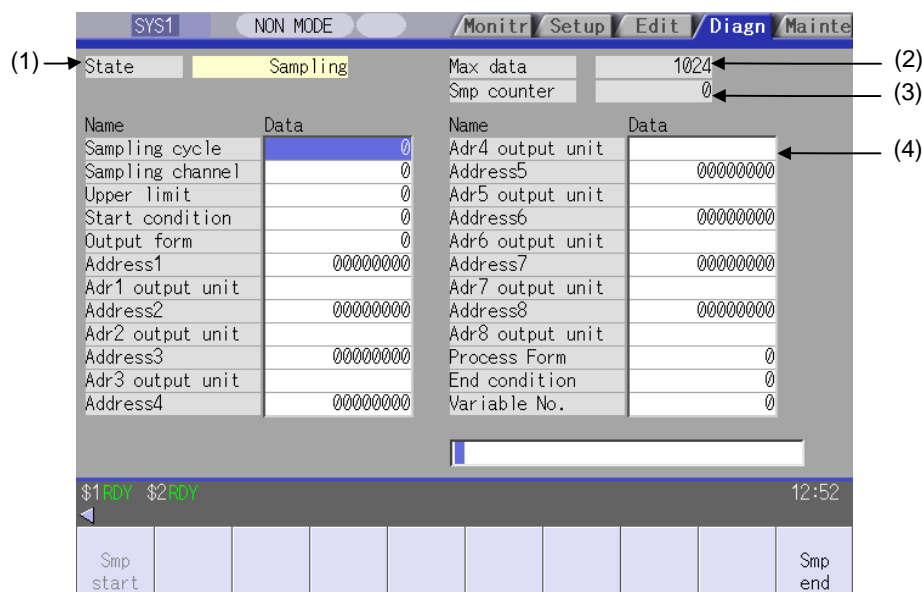 SYS1 NON MODE Monitr Setup Edit Diagn Mainte
(1) State Sampling Max data 1024 (2)
Smp counter 0 (3)
Name Data Name Data
Sampling cycle 0 Adr4 output unit (4)
Sampling channel 0 Address5 00000000
Upper limit 0 Adr5 output unit
Start condition 0 Address6 00000000
Output form 0 Adr6 output unit
Address1 00000000 Address7 00000000
Adr1 output unit Adr7 output unit
Address2 00000000 Address8 00000000
Adr2 output unit Adr8 output unit
Address3 00000000 Process Form 0
Adr3 output unit End condition 0
Address4 00000000 Variable No. 0
$1 RDY $2 RDY 12:52
Smp start Smp end